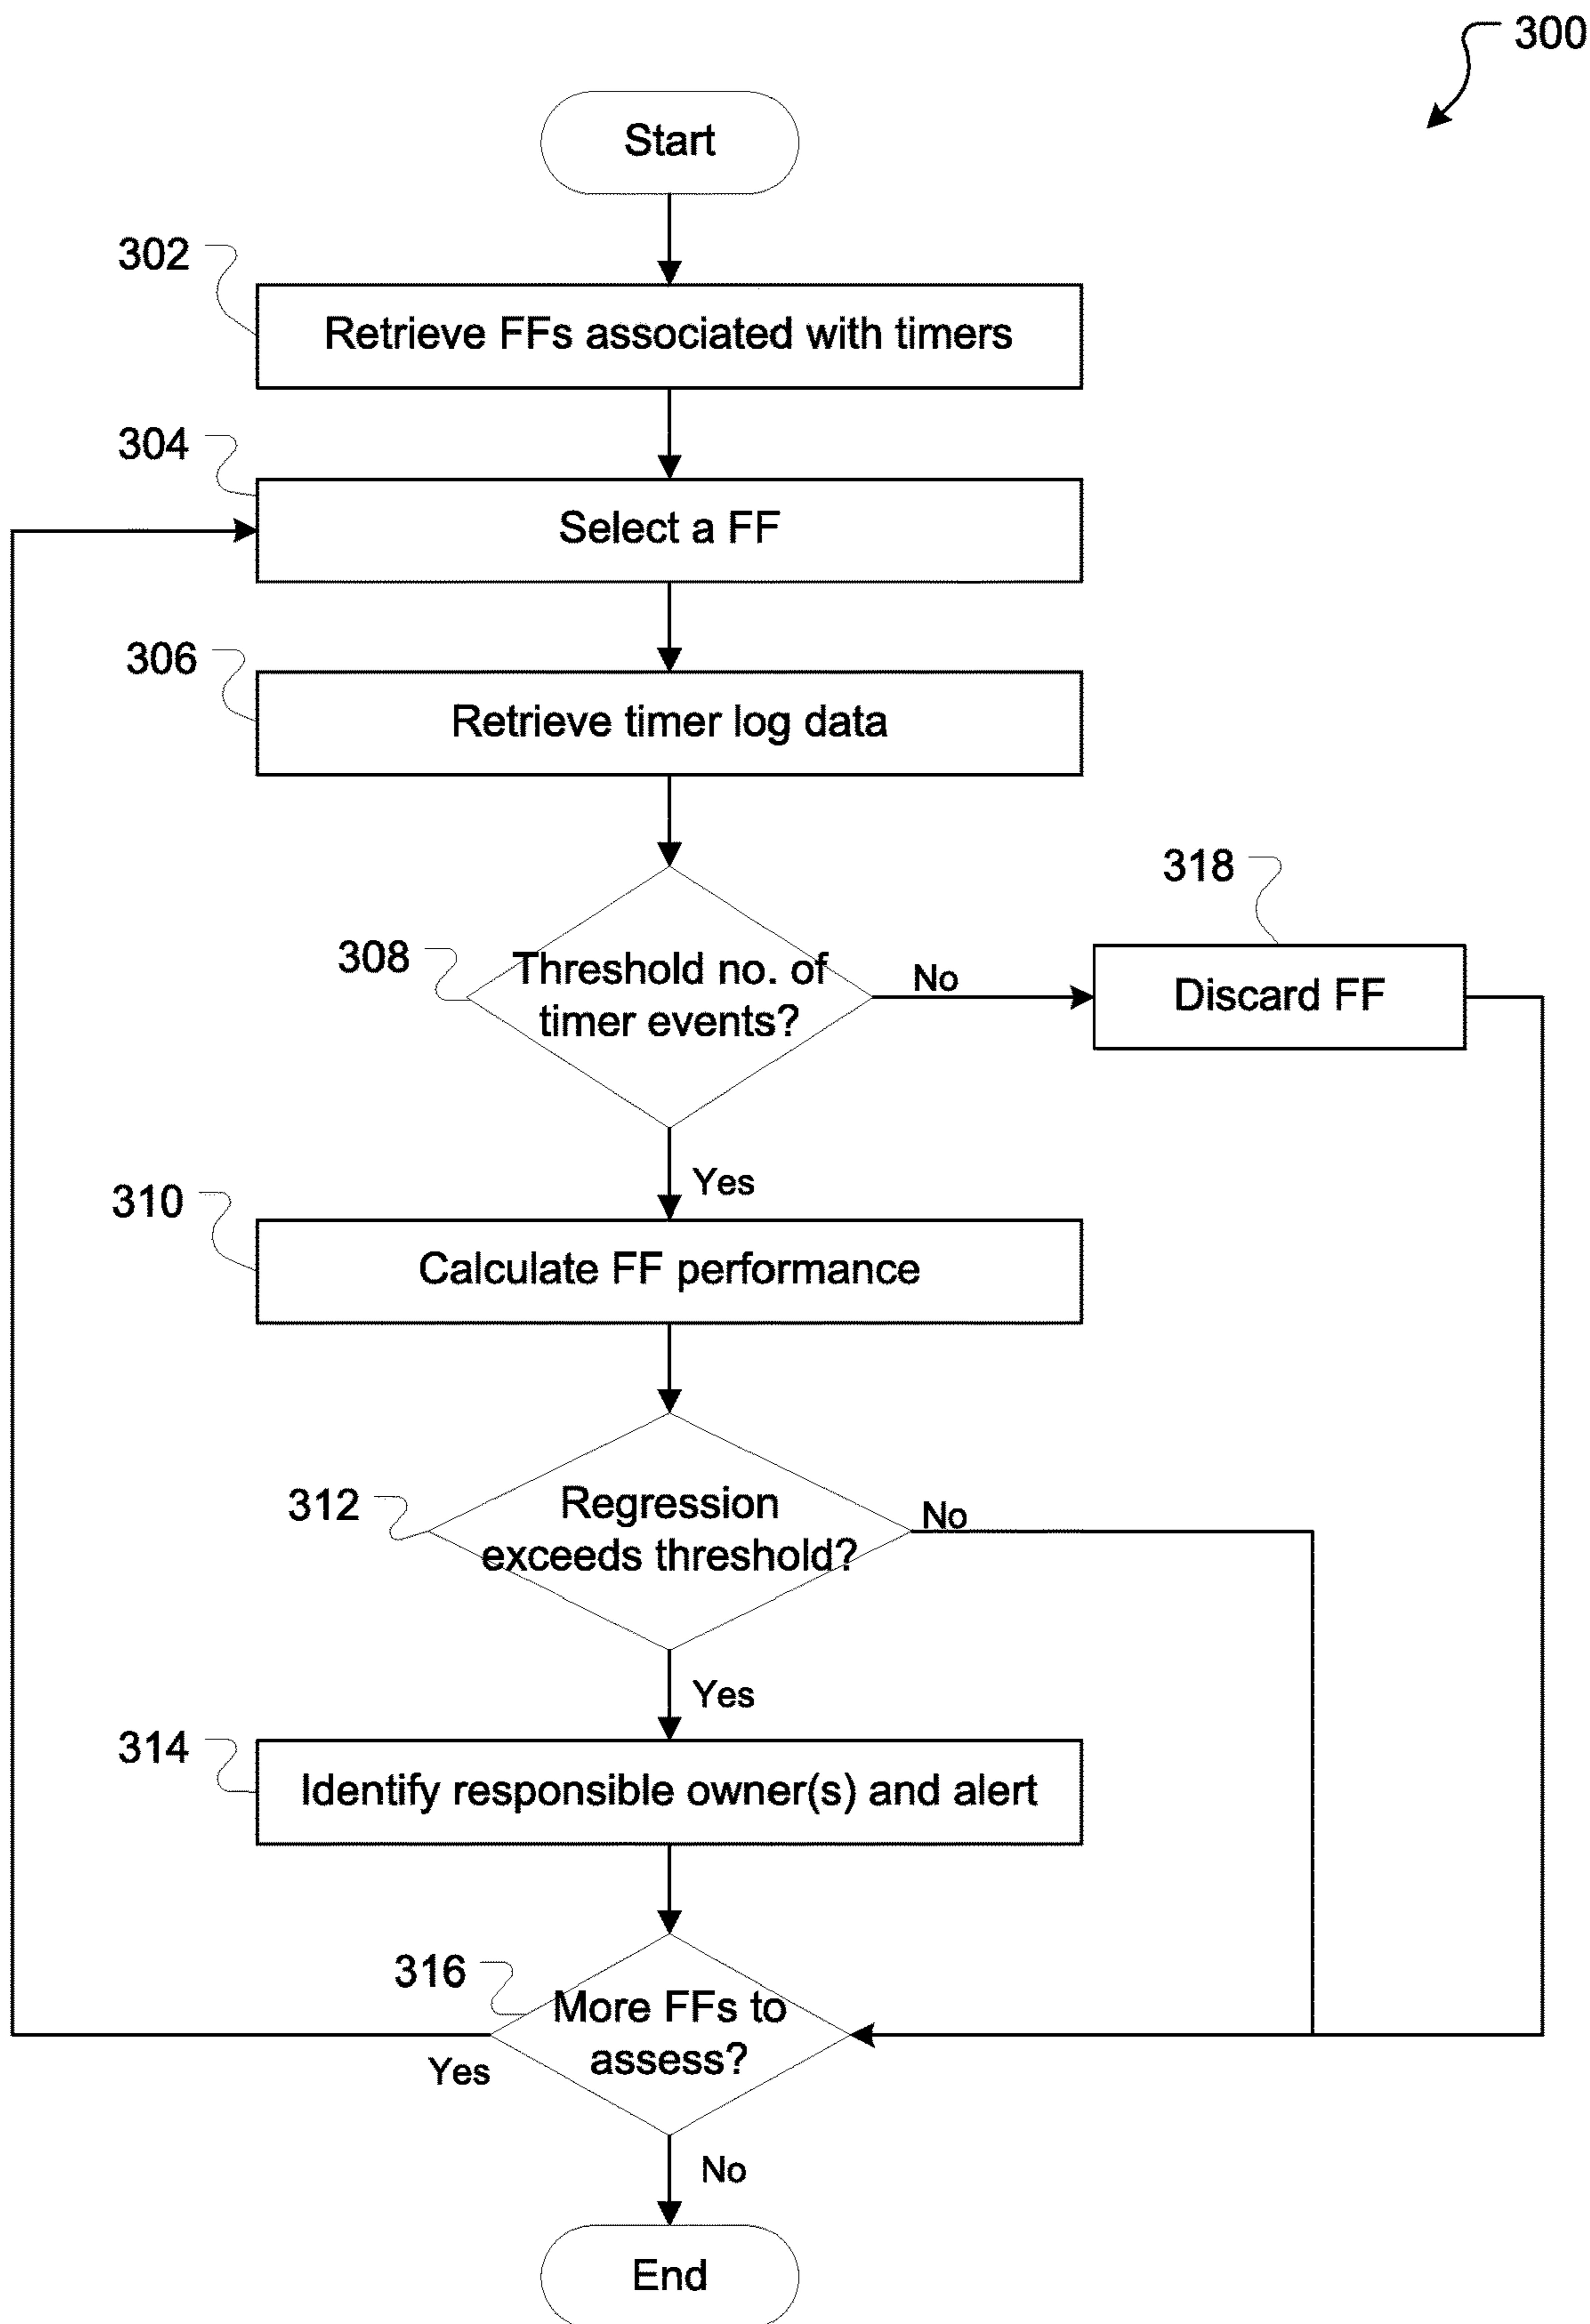 300
Start
302
Retrieve FFs associated with timers
304
Select a FF
306
Retrieve timer log data
318
308
Threshold no. of
timer events?
No
Discard FF
Yes
310
Calculate FF performance
312
Regression
exceeds threshold?
No
Yes
314
Identify responsible owner(s) and alert
316
More FFs to
assess?
Yes
No
End